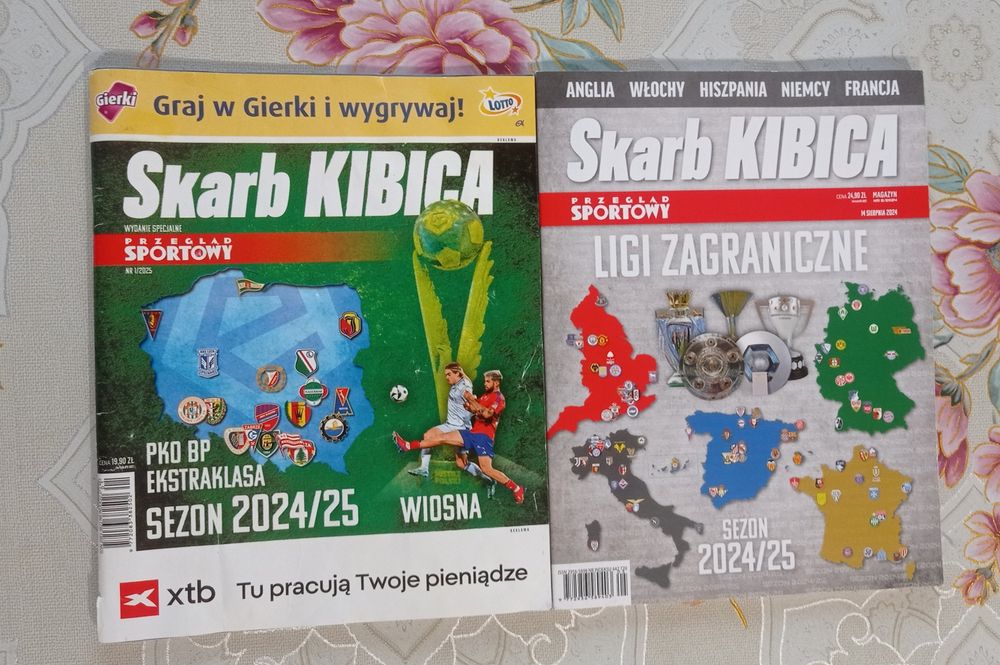 Gierki
Graj w Gierki i wygrywaj!
LOTTO
REKLAMA
Skarb KIBICA
WYDANIE SPECJALNE
PRZEGLĄD
SPORTOWY
NR 1/2025
CENA 19,90 ZŁ
PKO BP
EKSTRAKLASA
SEZON 2024/25
WIOSNA
REKLAMA
xtb
Tu pracują Twoje pieniądze
ANGLIA WŁOCHY HISZPANIA NIEMCY FRANCJA
Skarb KIBICA
PRZEGLĄD
SPORTOWY
CENA 24,90 ZŁ
MAGAZYN
14 SIERPNIA 2024
LIGI ZAGRANICZNE
SEZON
2024/25